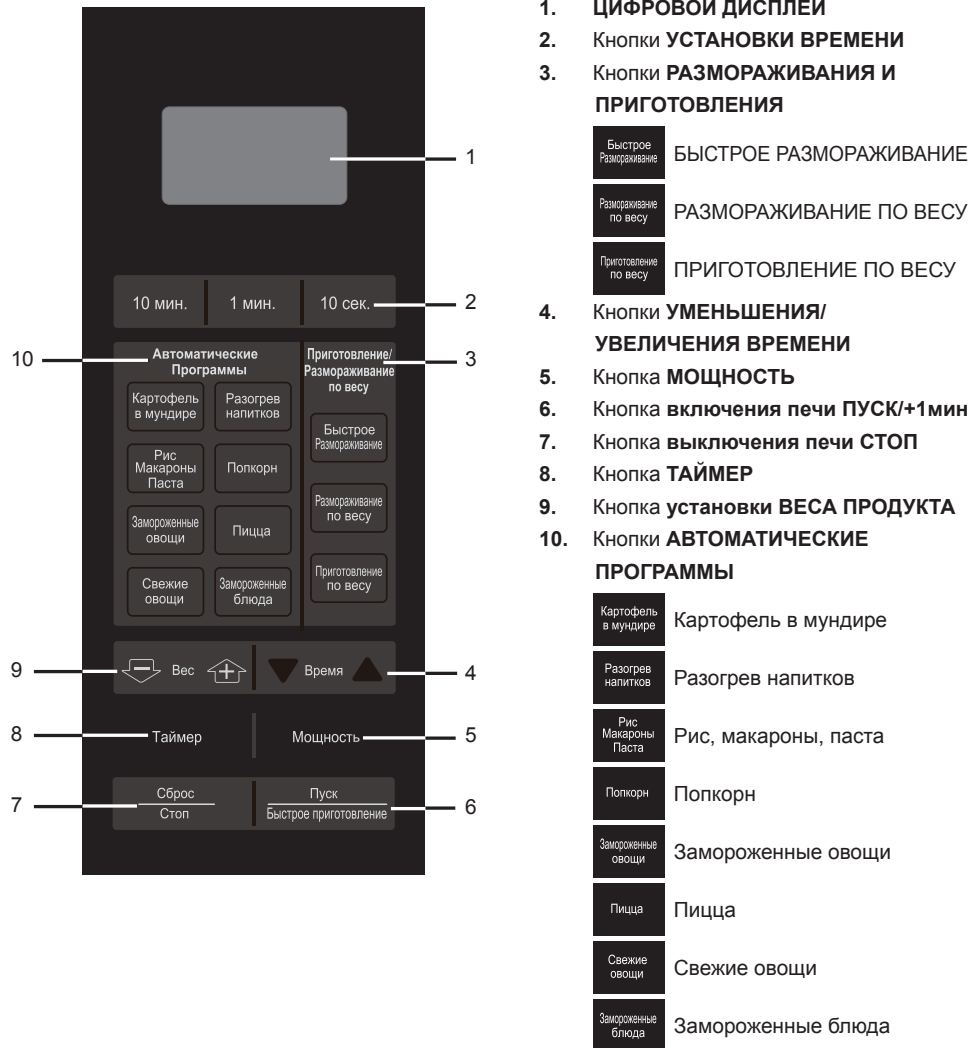 1
10 мин.
1 мин.
10 сек.
2
10
Автоматические
Программы
Приготовление/
Размораживание
по весу
3
Картофель
в мундире
Разогрев
напитков
Быстрое
Размораживание
Рис
Макароны
Паста
Попкорн
Размораживание
по весу
Замороженные
овощи
Пицца
Приготовление
по весу
Свежие
овощи
Замороженные
блюда
9
Вес
Время
4
8
Таймер
Мощность
5
7
Сброс
Стоп
Пуск
Быстрое приготовление
6
1. ЦИФРОВОЙ ДИСПЛЕЙ
2. Кнопки УСТАНОВКИ ВРЕМЕНИ
3. Кнопки РАЗМОРАЖИВАНИЯ И
ПРИГОТОВЛЕНИЯ
Быстрое
Размораживание
БЫСТРОЕ РАЗМОРАЖИВАНИЕ
Размораживание
по весу
РАЗМОРАЖИВАНИЕ ПО ВЕСУ
Приготовление
по весу
ПРИГОТОВЛЕНИЕ ПО ВЕСУ
4. Кнопки УМЕНЬШЕНИЯ/
УВЕЛИЧЕНИЯ ВРЕМЕНИ
5. Кнопка МОЩНОСТЬ
6. Кнопка включения печи ПУСК/+1мин
7. Кнопка выключения печи СТОП
8. Кнопка ТАЙМЕР
9. Кнопка установки ВЕСА ПРОДУКТА
10. Кнопки АВТОМАТИЧЕСКИЕ
ПРОГРАММЫ
Картофель
в мундире
Картофель в мундире
Разогрев
напитков
Разогрев напитков
Рис
Макароны
Паста
Рис, макароны, паста
Попкорн
Попкорн
Замороженные
овощи
Замороженные овощи
Пицца
Пицца
Свежие
овощи
Свежие овощи
Замороженные
блюда
Замороженные блюда